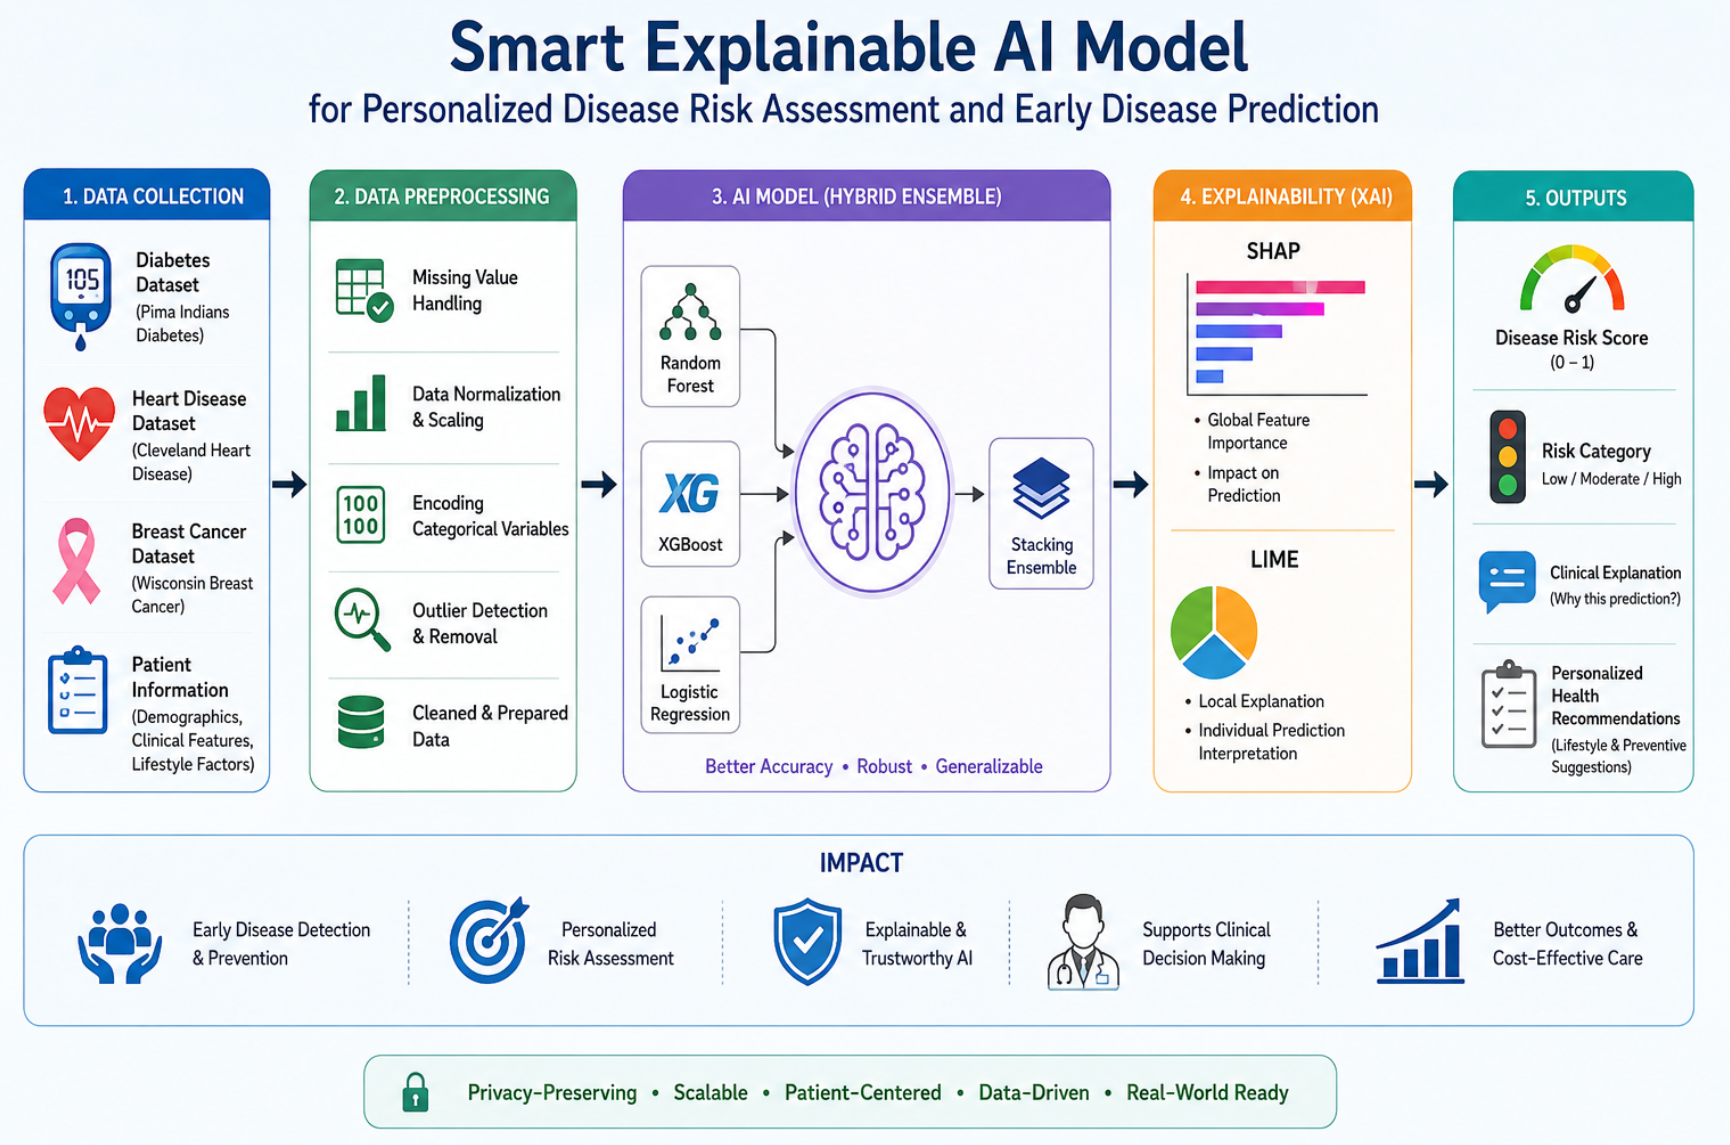 Smart Explainable AI Model
for Personalized Disease Risk Assessment and Early Disease Prediction
1. DATA COLLECTION
105
Diabetes
Dataset
(Pima Indians
Diabetes)
Heart Disease
Dataset
(Cleveland Heart
Disease)
Breast Cancer
Dataset
(Wisconsin Breast
Cancer)
Patient
Information
(Demographics,
Clinical Features,
Lifestyle Factors)
2. DATA PREPROCESSING
Missing Value
Handling
Data Normalization
& Scaling
100
100
Encoding
Categorical Variables
Outlier Detection
& Removal
Cleaned & Prepared
Data
3. AI MODEL (HYBRID ENSEMBLE)
Random
Forest
XG
XGBoost
Logistic
Regression
Stacking
Ensemble
Better Accuracy • Robust • Generalizable
4. EXPLAINABILITY (XAI)
SHAP
• Global Feature
Importance
• Impact on
Prediction
LIME
• Local Explanation
• Individual Prediction
Interpretation
5. OUTPUTS
Disease Risk Score
(0 – 1)
Risk Category
Low / Moderate / High
Clinical Explanation
(Why this prediction?)
Personalized
Health
Recommendations
(Lifestyle & Preventive
Suggestions)
IMPACT
Early Disease Detection
& Prevention
Personalized
Risk Assessment
Explainable &
Trustworthy AI
Supports Clinical
Decision Making
Better Outcomes &
Cost-Effective Care
Privacy-Preserving • Scalable • Patient-Centered • Data-Driven • Real-World Ready